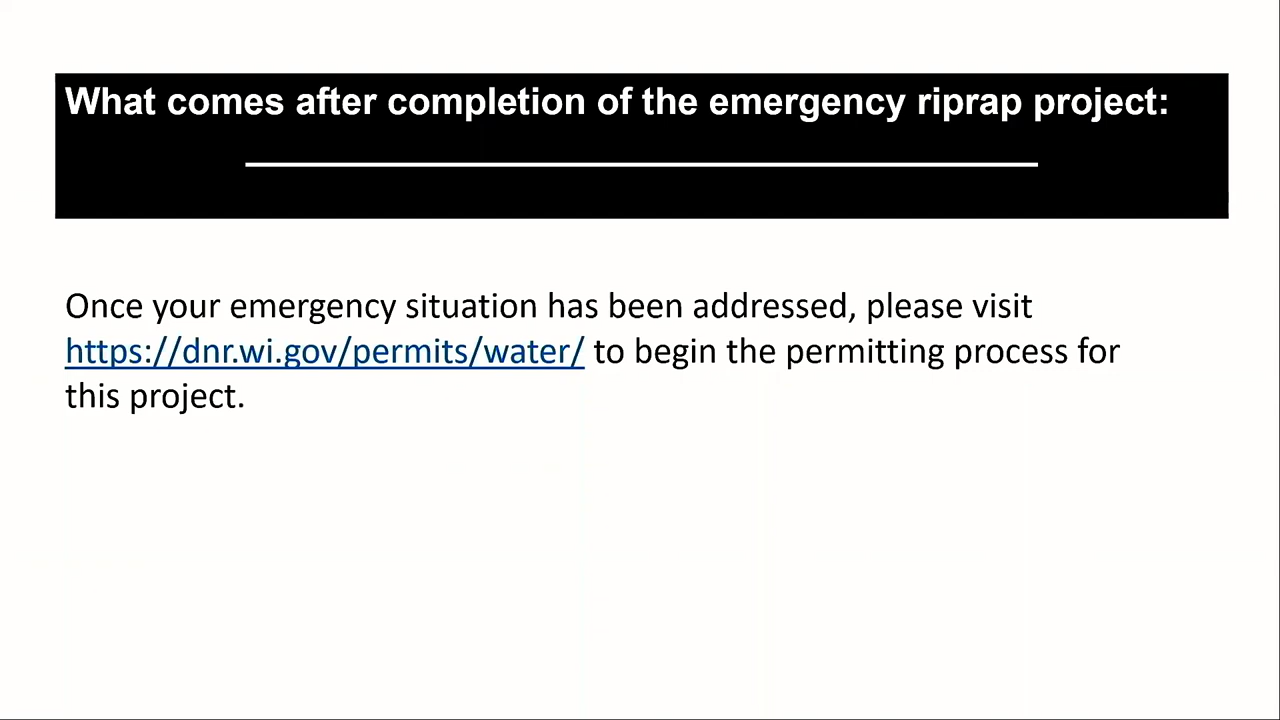 What comes after completion of the emergency riprap project:
Once your emergency situation has been addressed, please visit
https://dnr.wi.gov/permits/water/ to begin the permitting process for
this project.